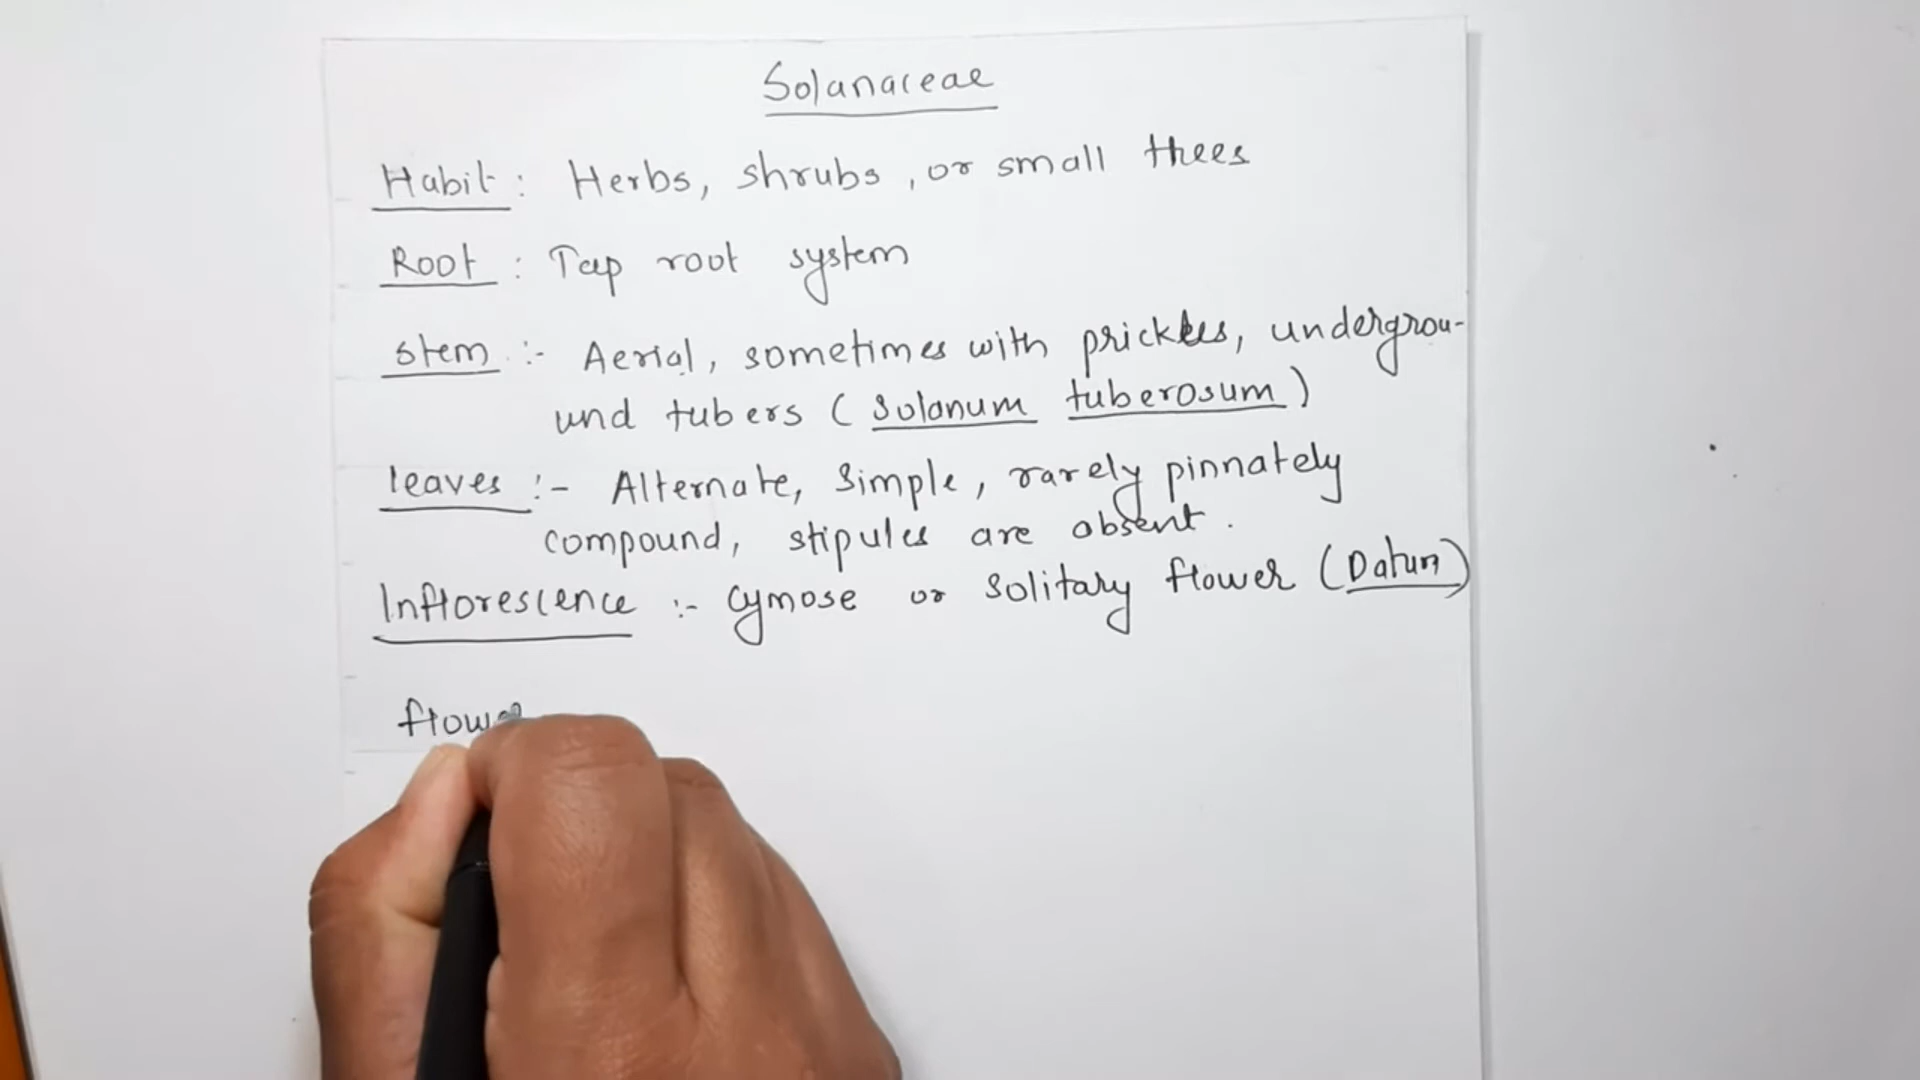 Solanaceae
Habit : Herbs, shrubs, or small trees
Root : Tap root system
Stem :- Aerial, sometimes with prickles, undergrou-
und tubers (Solanum tuberosum)
leaves :- Alternate, simple, rarely pinnately
compound, stipules are absent.
Inflorescence :- Cymose or solitary flower (Datura)
flowe